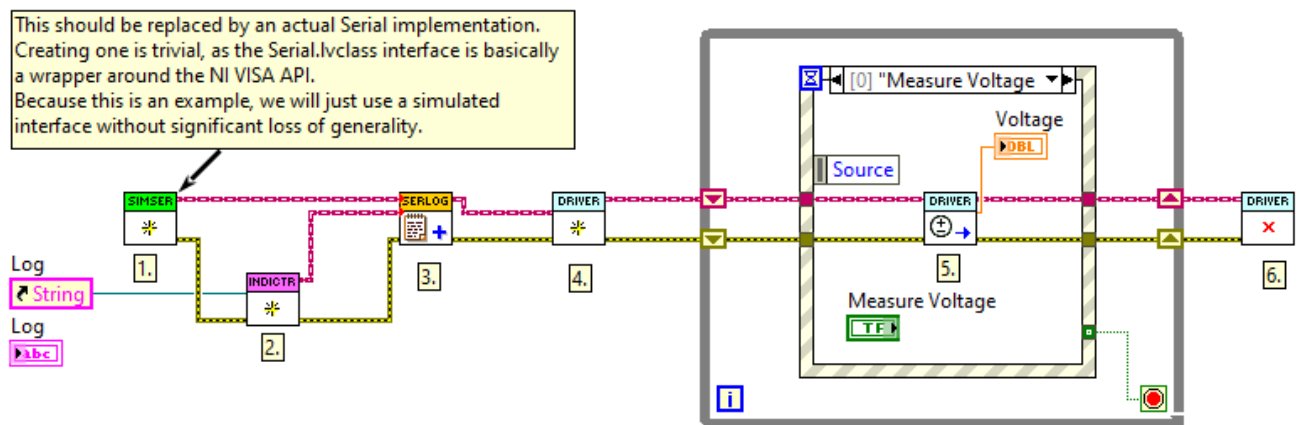 This should be replaced by an actual Serial implementation.
Creating one is trivial, as the Serial.lvclass interface is basically
a wrapper around the NI VISA API.
Because this is an example, we will just use a simulated
interface without significant loss of generality.
[0] "Measure Voltage
Voltage
DBL
Source
SIMSER
SERLOG
DRIVER
DRIVER
DRIVER
1.
3.
4.
5.
6.
Log
String
INDICTR
Measure Voltage
TF
Log
abc
2.
i